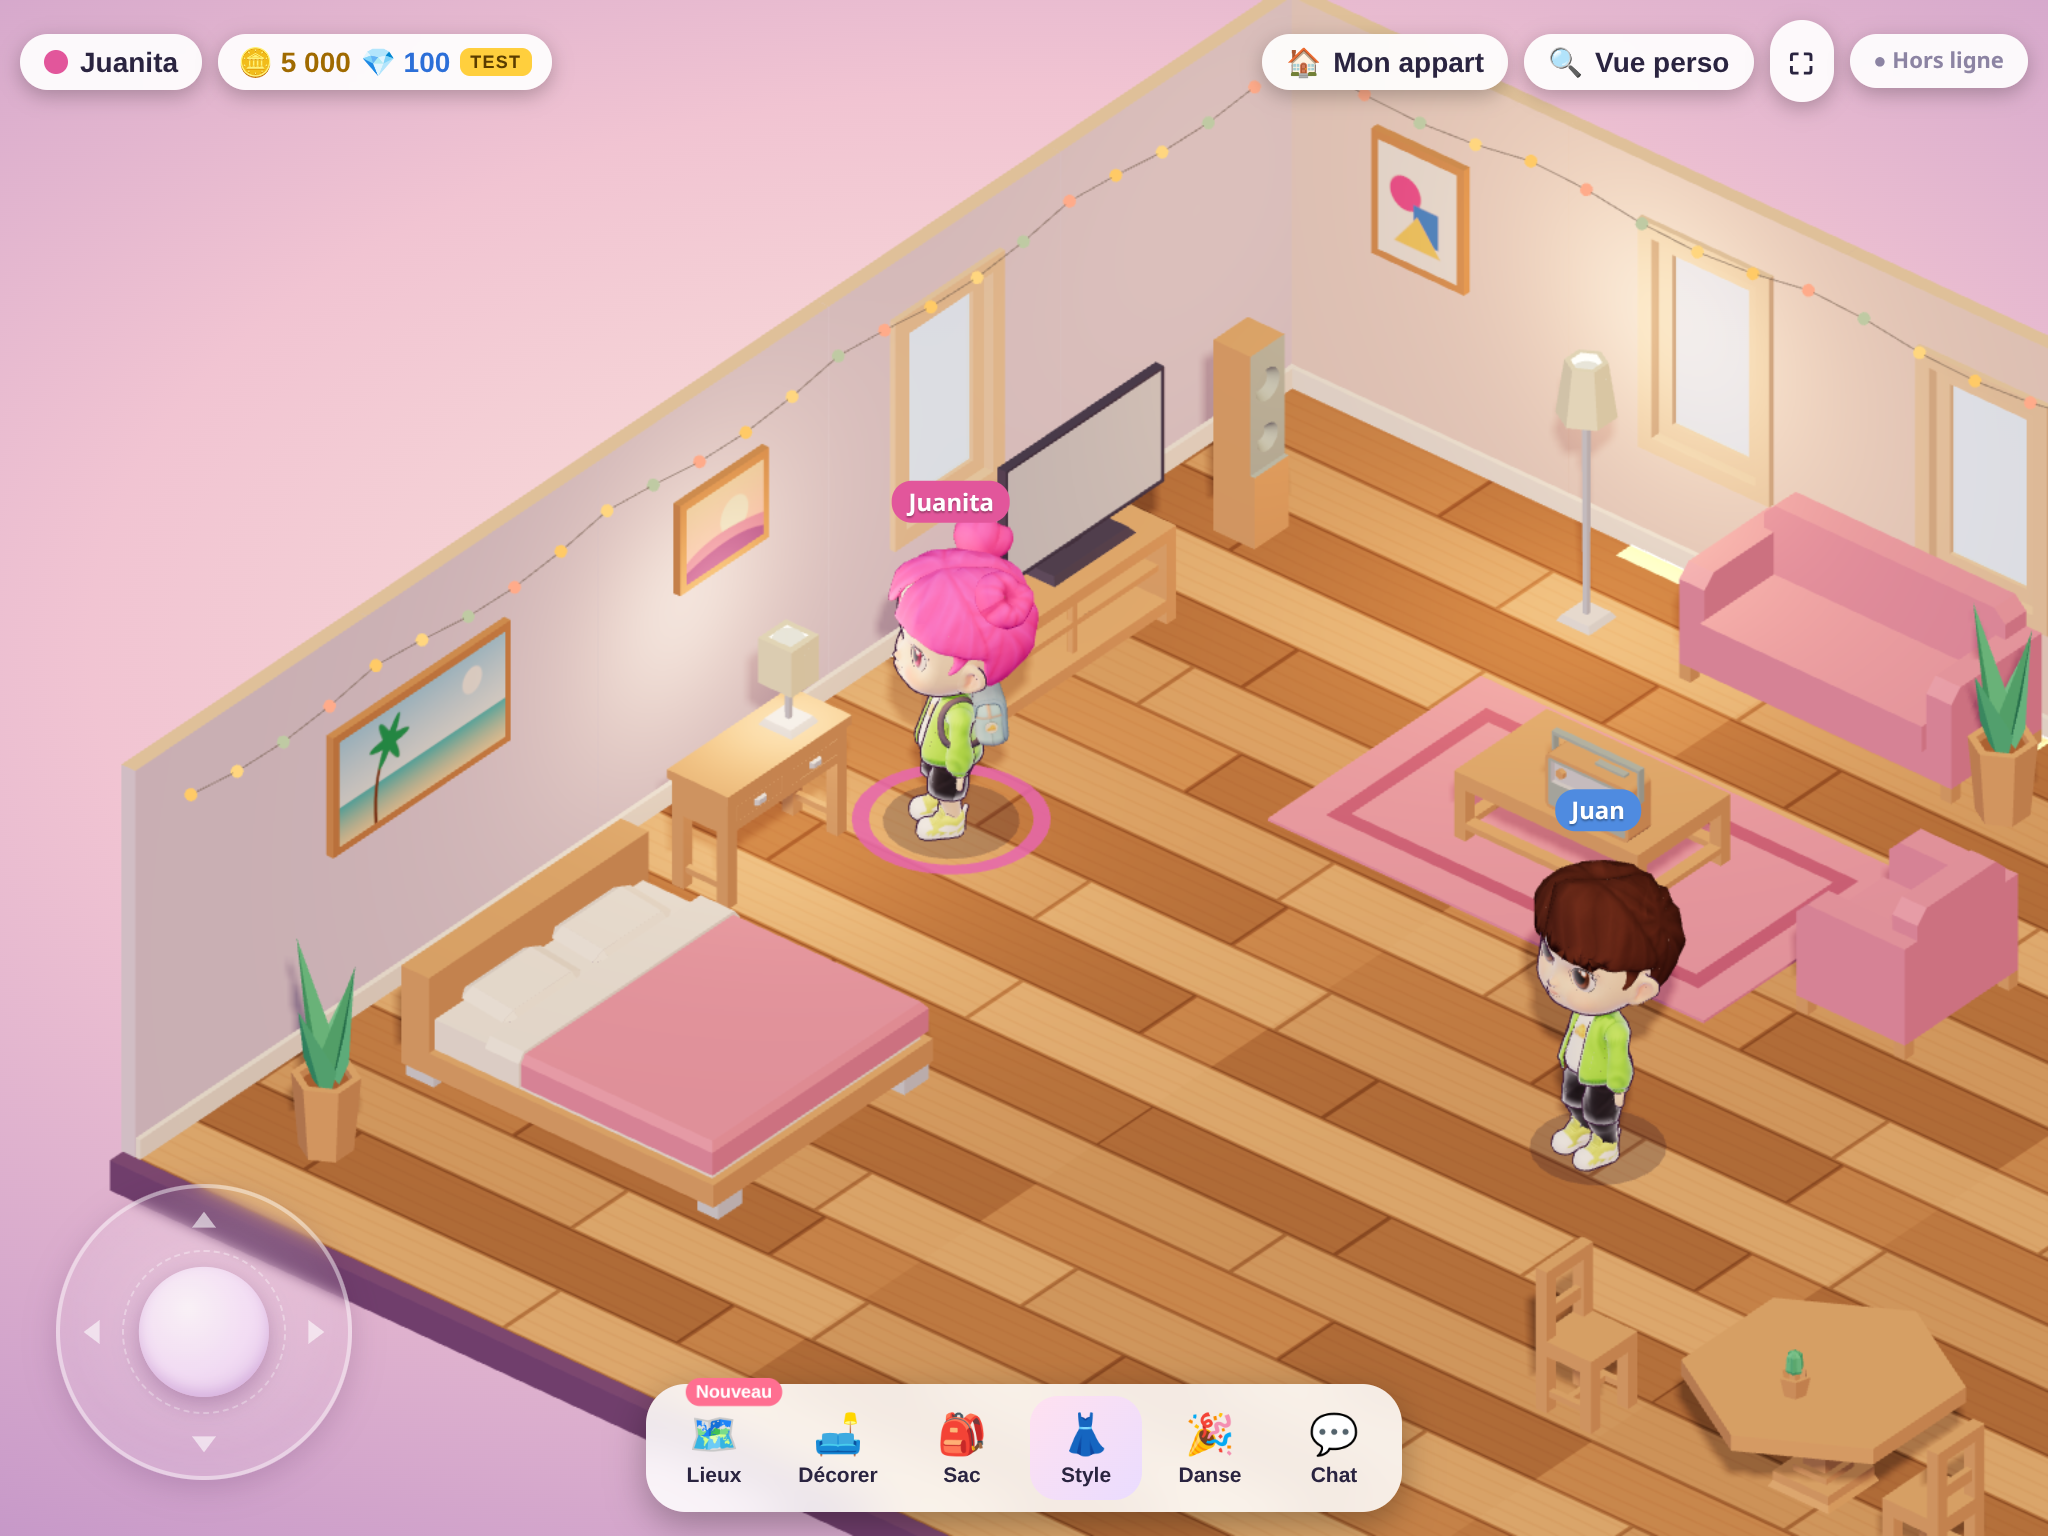 Juanita
5 000 100 TEST
Mon appart
Vue perso
Hors ligne
Juanita
Juan
Nouveau
Lieux
Décorer
Sac
Style
Danse
Chat